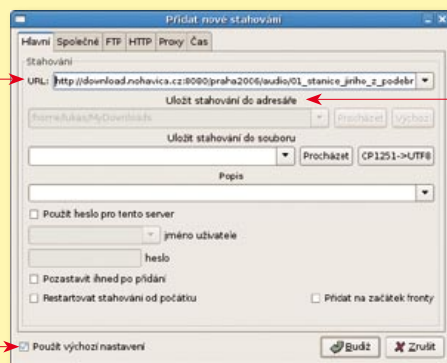 Přidat nové stahování
Hlavní Společné FTP HTTP Proxy Čas
Stahování
URL: http://download.nohavica.cz:8080/praha2006/audio/01_stanice_jiriho_z_podebr
Uložit stahování do adresáře
/home/lukas/MyDownloads Procházet Výchozí
Uložit stahování do souboru
Procházet CP1251->UTF8
Popis
Použít heslo pro tento server
jméno uživatele
heslo
Pozastavit ihned po přidání
Restartovat stahování od počátku Přidat na začátek fronty
Použít výchozí nastavení Budiž Zrušit